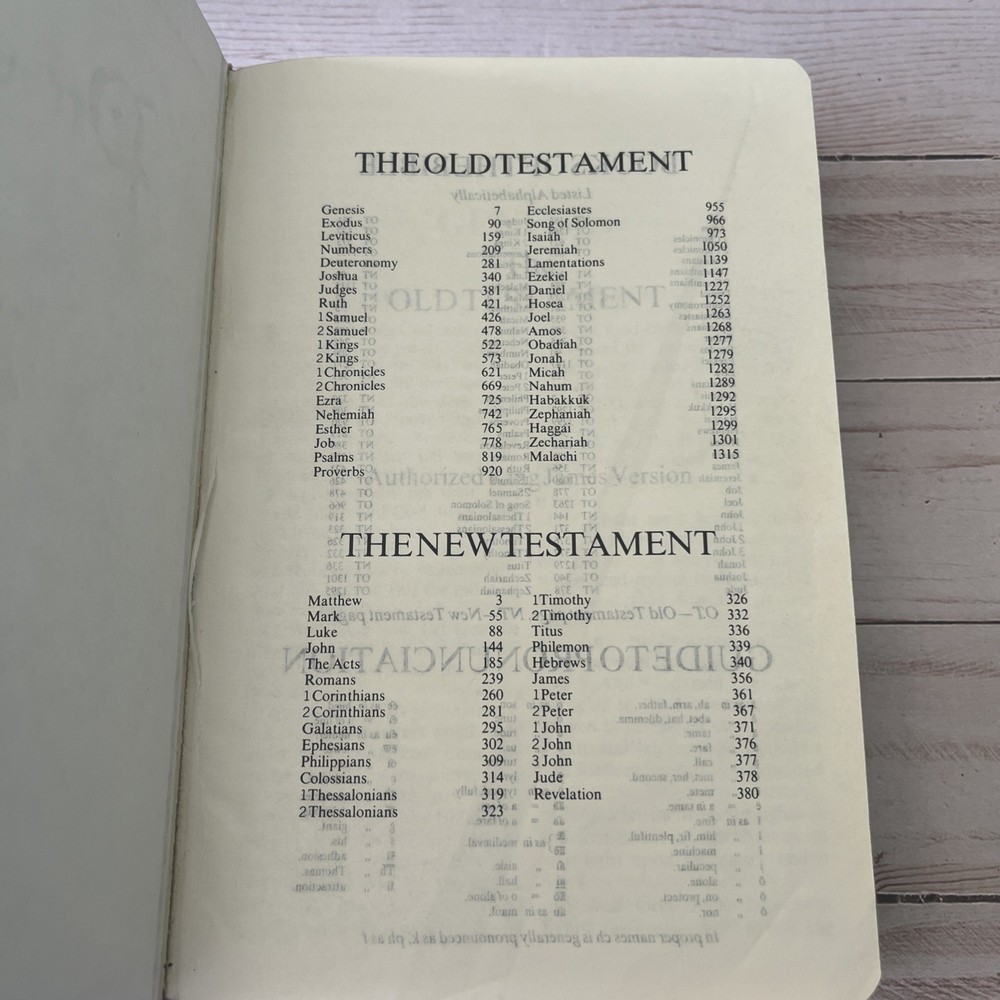 THE OLD TESTAMENT
Genesis 7
Exodus 90
Leviticus 159
Numbers 209
Deuteronomy 281
Joshua 340
Judges 381
Ruth 421
1 Samuel 426
2 Samuel 478
1 Kings 522
2 Kings 573
1 Chronicles 621
2 Chronicles 669
Ezra 725
Nehemiah 742
Esther 765
Job 778
Psalms 819
Proverbs 920
Ecclesiastes 955
Song of Solomon 966
Isaiah 973
Jeremiah 1050
Lamentations 1139
Ezekiel 1147
Daniel 1227
Hosea 1252
Joel 1263
Amos 1268
Obadiah 1277
Jonah 1279
Micah 1282
Nahum 1289
Habakkuk 1292
Zephaniah 1295
Haggai 1299
Zechariah 1301
Malachi 1315
THE NEW TESTAMENT
Matthew 3
Mark 55
Luke 88
John 144
The Acts 185
Romans 239
1 Corinthians 260
2 Corinthians 281
Galatians 295
Ephesians 302
Philippians 309
Colossians 314
1 Thessalonians 319
2 Thessalonians 323
1 Timothy 326
2 Timothy 332
Titus 336
Philemon 339
Hebrews 340
James 356
1 Peter 361
2 Peter 367
1 John 371
2 John 376
3 John 377
Jude 378
Revelation 380